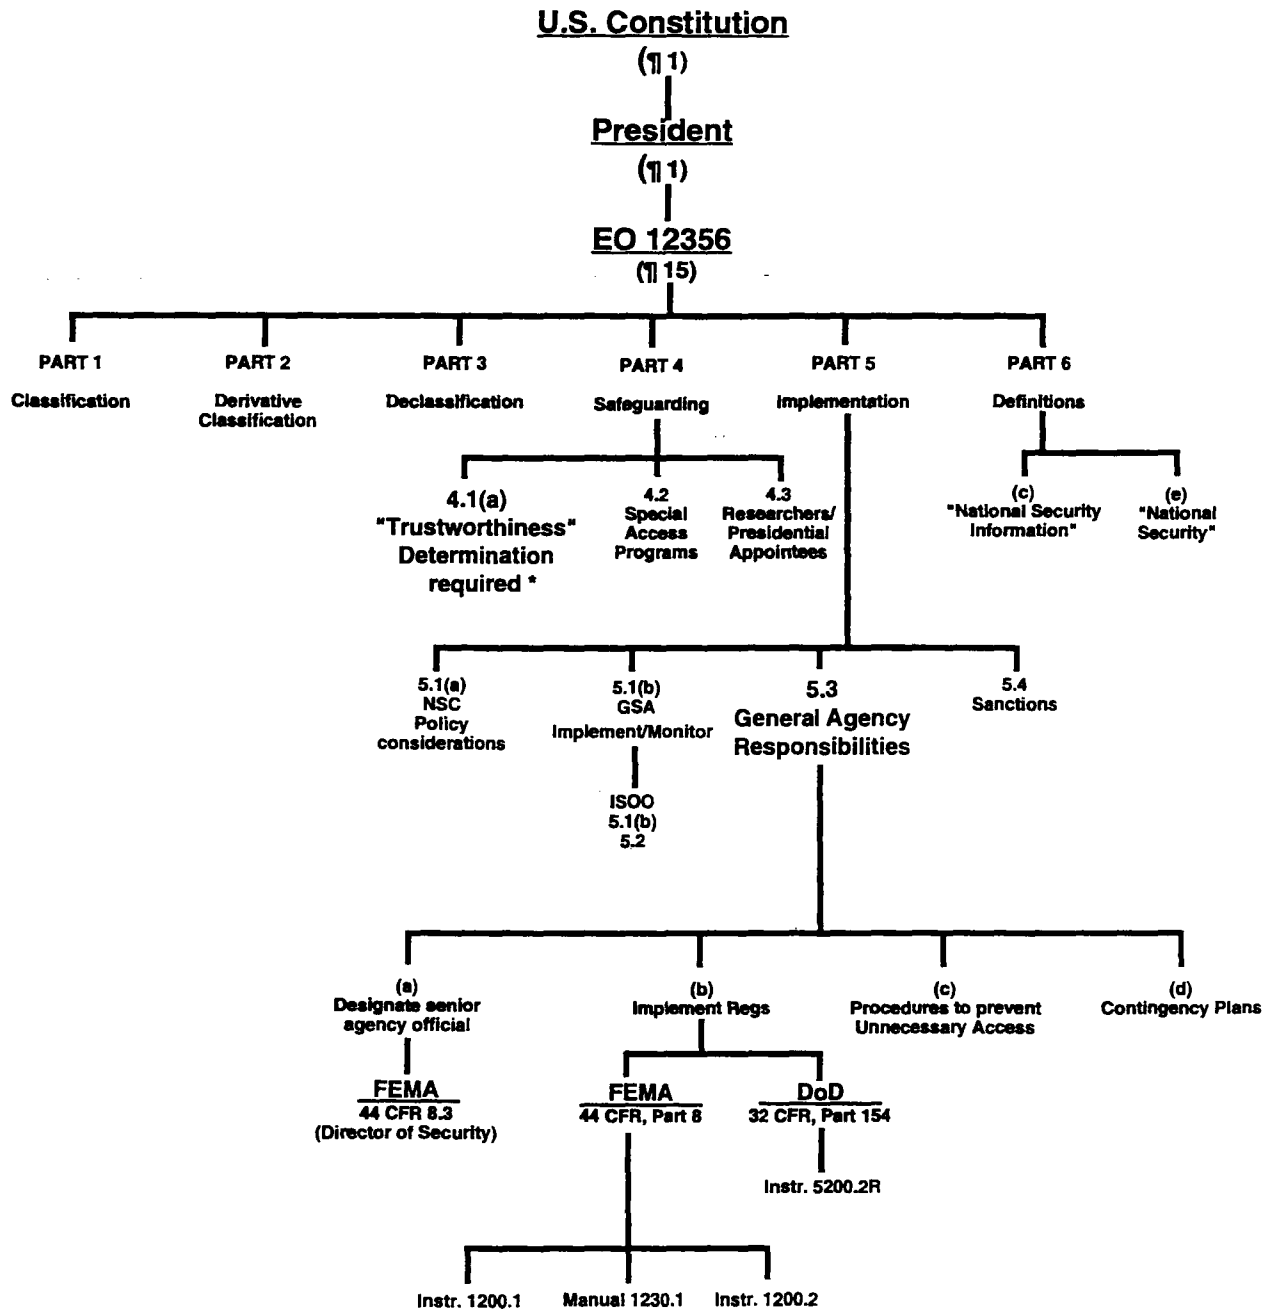 U.S. Constitution
(¶ 1)
President
(¶ 1)
EO 12356
(¶ 15)
PART 1
Classification
PART 2
Derivative
Classification
PART 3
Declassification
PART 4
Safeguarding
PART 5
Implementation
PART 6
Definitions
4.1(a)
"Trustworthiness"
Determination
required *
4.2
Special
Access
Programs
4.3
Researchers/
Presidential
Appointees
(c)
"National Security
Information"
(e)
"National
Security"
5.1(a)
NSC
Policy
considerations
5.1(b)
GSA
Implement/Monitor
ISOO
5.1(b)
5.2
5.3
General Agency
Responsibilities
5.4
Sanctions
(a)
Designate senior
agency official
FEMA
44 CFR 8.3
(Director of Security)
(b)
Implement Regs
FEMA
44 CFR, Part 8
DoD
32 CFR, Part 154
Instr. 5200.2R
(c)
Procedures to prevent
Unnecessary Access
(d)
Contingency Plans
Instr. 1200.1
Manual 1230.1
Instr. 1200.2